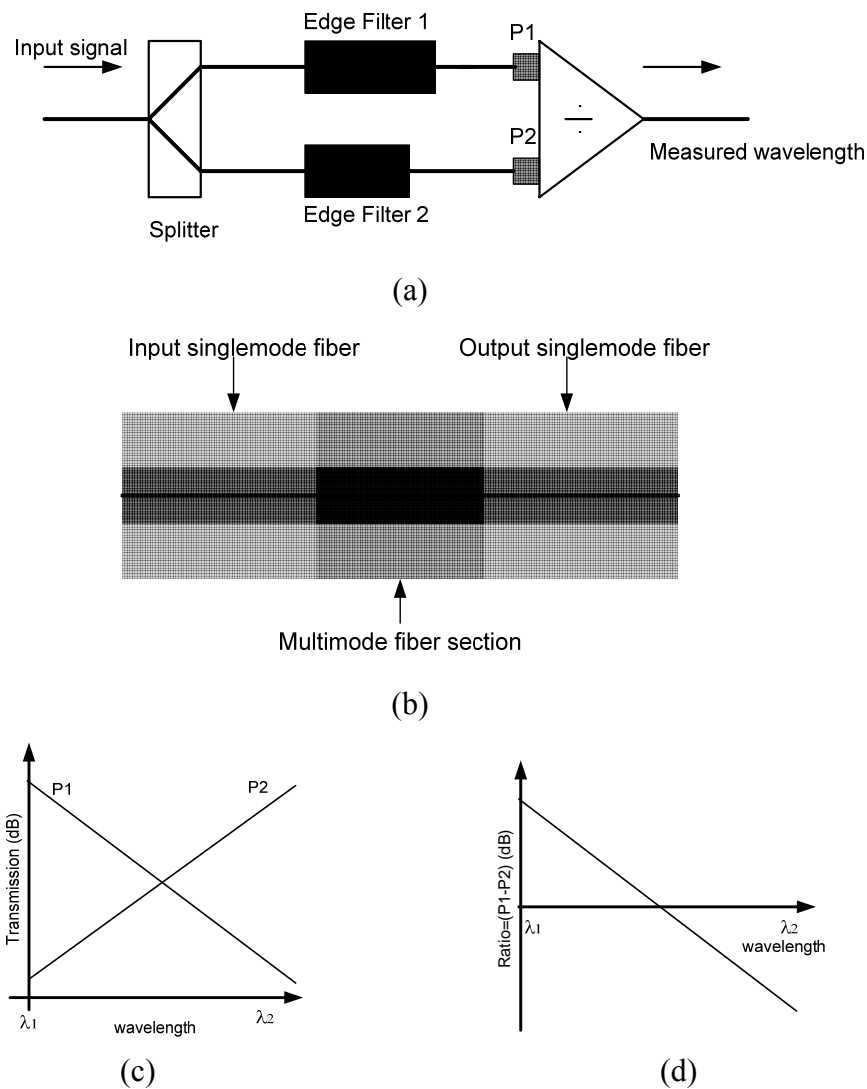 Edge Filter 1
P1
Input signal
÷
P2
Measured wavelength
Edge Filter 2
Splitter
(a)
Input singlemode fiber
Output singlemode fiber
Multimode fiber section
(b)
P1
P2
Transmission (dB)
λ1
wavelength
λ2
(c)
Ratio=(P1-P2) (dB)
λ1
λ2
wavelength
(d)